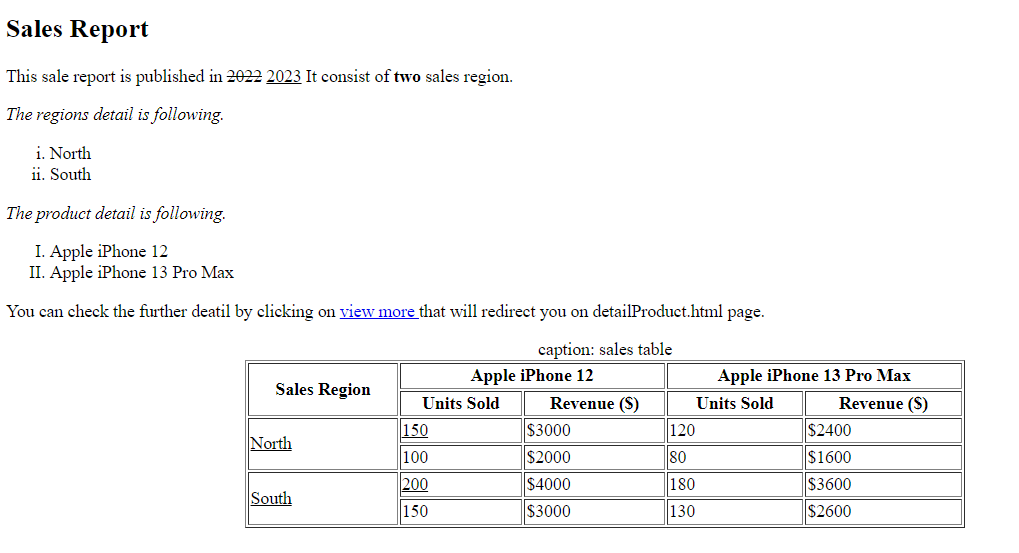 Sales Report
This sale report is published in 2022 2023 It consist of two sales region.
The regions detail is following.
i. North
ii. South
The product detail is following.
I. Apple iPhone 12
II. Apple iPhone 13 Pro Max
You can check the further deatil by clicking on view more that will redirect you on detailProduct.html page.
caption: sales table
Sales Region Apple iPhone 12 Apple iPhone 13 Pro Max
Units Sold Revenue ($) Units Sold Revenue ($)
North 150 $3000 120 $2400
100 $2000 80 $1600
South 200 $4000 180 $3600
150 $3000 130 $2600